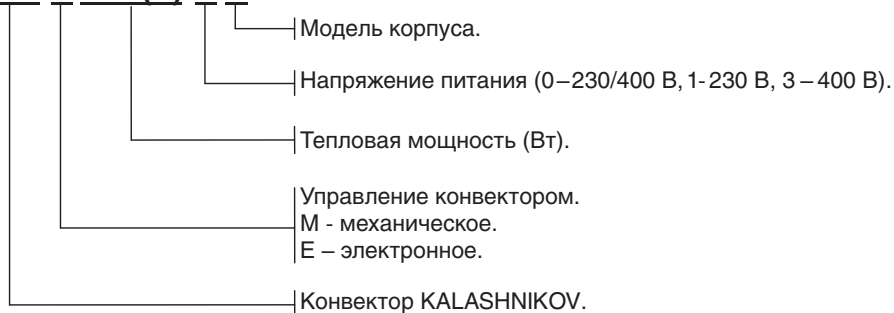 Модель корпуса.
Напряжение питания (0–230/400 В, 1- 230 В, 3 – 400 В).
Тепловая мощность (Вт).
Управление конвектором.
М - механическое.
Е – электронное.
Конвектор KALASHNIKOV.